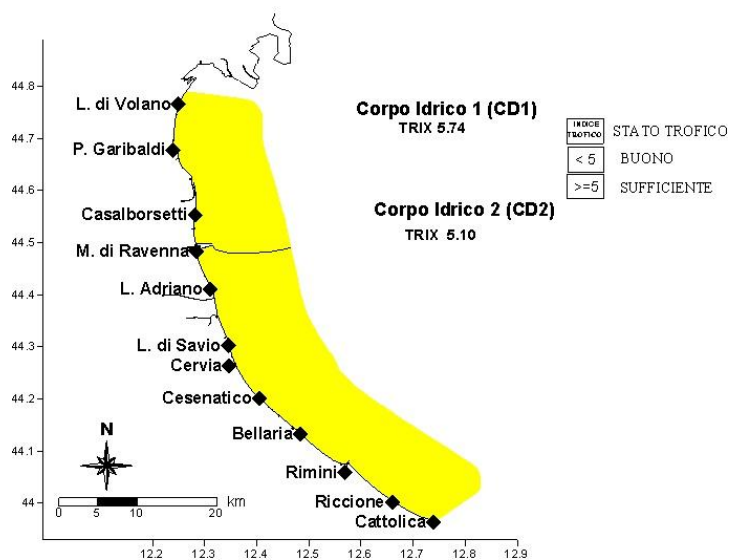 44.8
44.7
44.6
44.5
44.4
44.3
44.2
44.1
44
L. di Volano
P. Garibaldi
Casalborsetti
M. di Ravenna
L. Adriano
L. di Savio
Cervia
Cesenatico
Bellaria
Rimini
Riccione
Cattolica
Corpo Idrico 1 (CD1)
TRIX 5.74
Corpo Idrico 2 (CD2)
TRIX 5.10
INDICE TROFICO STATO TROFICO
< 5 BUONO
>=5 SUFFICIENTE
N
km
0 5 10 20
12.2 12.3 12.4 12.5 12.6 12.7 12.8 12.9